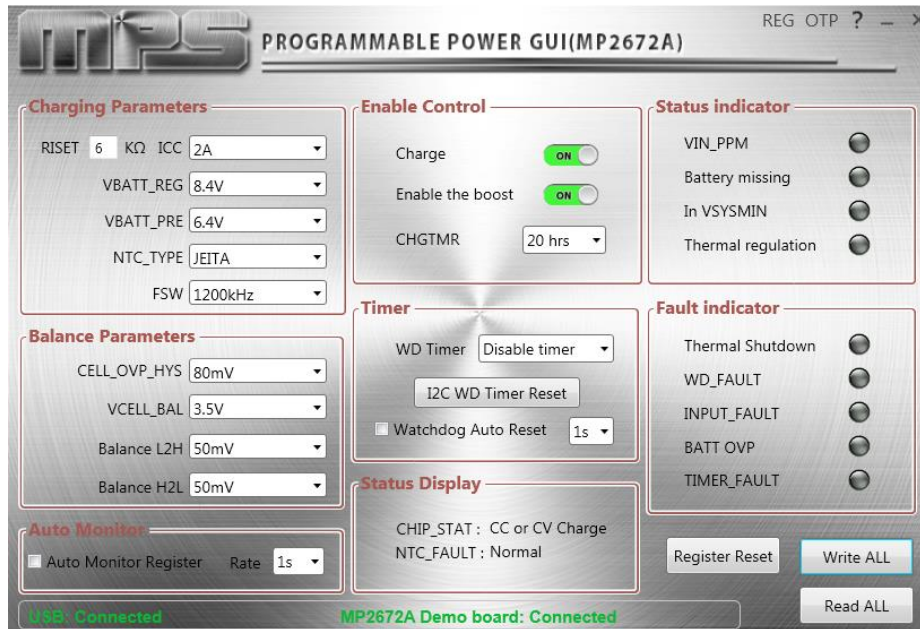 MPS
PROGRAMMABLE POWER GUI(MP2672A)
REG OTP ? –
Charging Parameters
RISET 6 KΩ ICC 2A
VBATT_REG 8.4V
VBATT_PRE 6.4V
NTC_TYPE JEITA
FSW 1200kHz
Balance Parameters
CELL_OVP_HYS 80mV
VCELL_BAL 3.5V
Balance L2H 50mV
Balance H2L 50mV
Auto Monitor
Auto Monitor Register Rate 1s
Enable Control
Charge ON
Enable the boost ON
CHGTMR 20 hrs
Timer
WD Timer Disable timer
I2C WD Timer Reset
Watchdog Auto Reset 1s
Status Display
CHIP_STAT : CC or CV Charge
NTC_FAULT : Normal
Status indicator
VIN_PPM
Battery missing
In VSYSMIN
Thermal regulation
Fault indicator
Thermal Shutdown
WD_FAULT
INPUT_FAULT
BATT OVP
TIMER_FAULT
Register Reset
Write ALL
Read ALL
USB: Connected
MP2672A Demo board: Connected